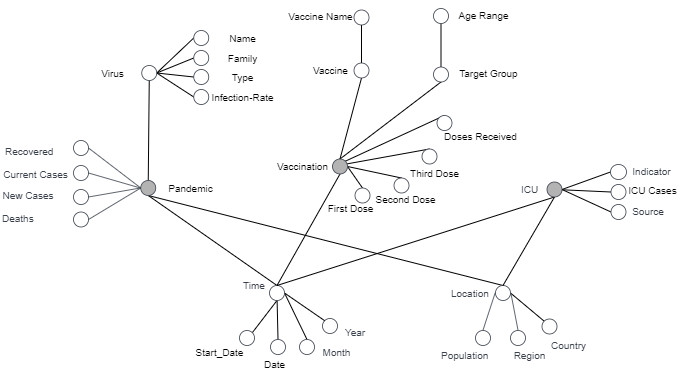 Vaccine Name
Age Range
Name
Family
Virus
Vaccine
Target Group
Type
Infection-Rate
Doses Received
Recovered
Vaccination
Third Dose
Current Cases
Indicator
Pandemic
ICU
ICU Cases
New Cases
Second Dose
First Dose
Source
Deaths
Time
Location
Year
Start_Date
Month
Country
Date
Population
Region